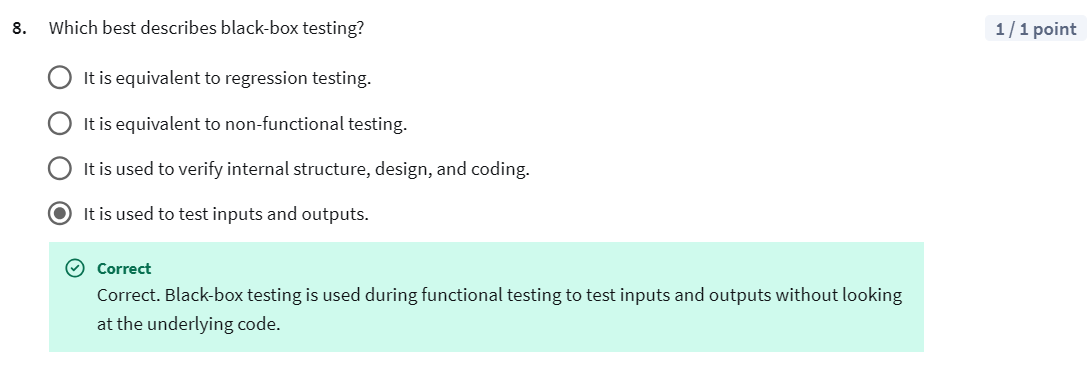 8. Which best describes black-box testing?
1 / 1 point
It is equivalent to regression testing.
It is equivalent to non-functional testing.
It is used to verify internal structure, design, and coding.
It is used to test inputs and outputs.
Correct
Correct. Black-box testing is used during functional testing to test inputs and outputs without looking
at the underlying code.